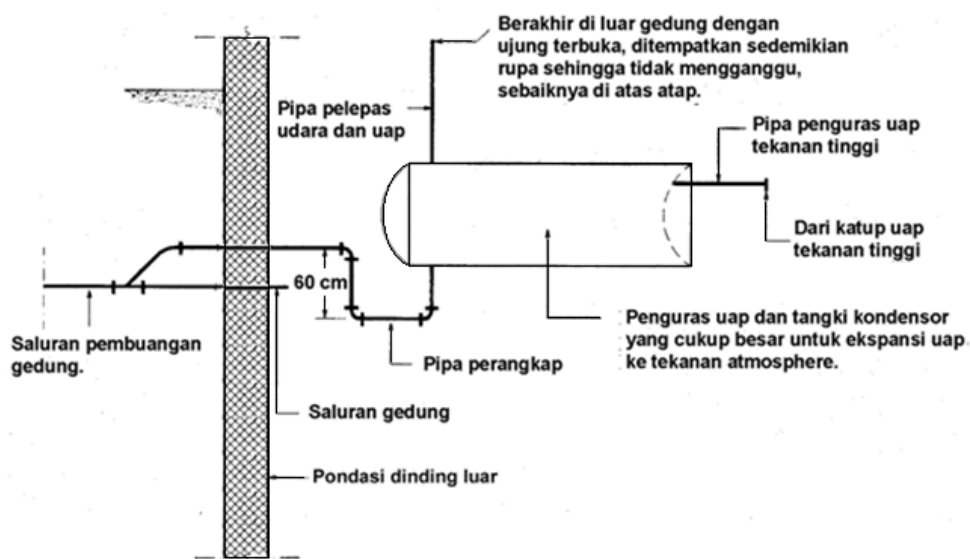 Berakhir di luar gedung dengan
ujung terbuka, ditempatkan sedemikian
rupa sehingga tidak mengganggu,
sebaiknya di atas atap.
Pipa pelepas
udara dan uap
Pipa penguras uap
tekanan tinggi
Dari katup uap
tekanan tinggi
60 cm
Saluran pembuangan
gedung.
Pipa perangkap
Penguras uap dan tangki kondensor
yang cukup besar untuk ekspansi uap
ke tekanan atmosphere.
Saluran gedung
Pondasi dinding luar